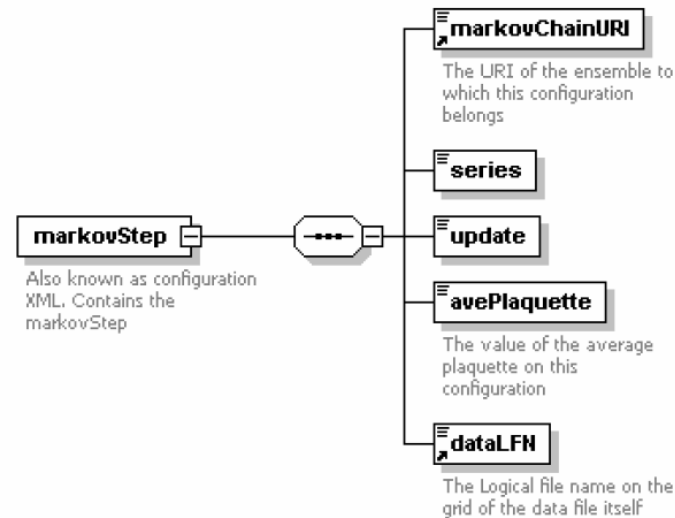 markovChainURI
The URI of the ensemble to
which this configuration
belongs
series
markovStep
Also known as configuration
XML. Contains the
markovStep
update
avePlaquette
The value of the average
plaquette on this
configuration
dataLFN
The Logical file name on the
grid of the data file itself